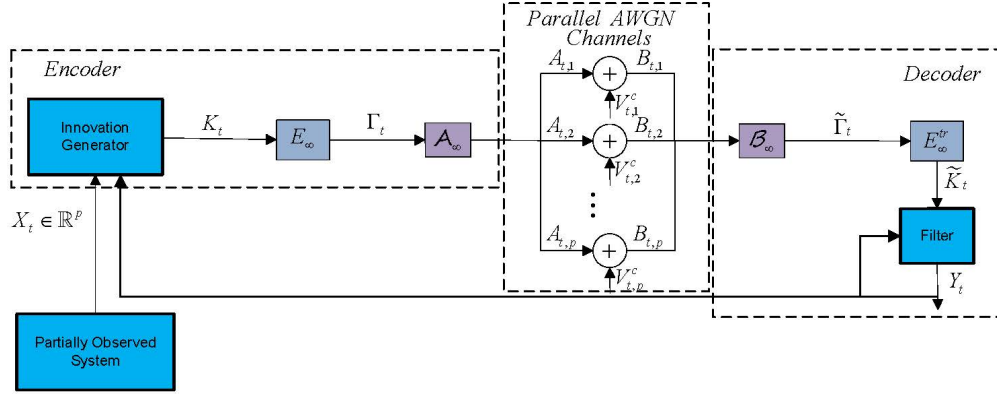 Parallel AWGN
Channels
Encoder
Decoder
Innovation
Generator
K_t
E_∞
Γ_t
𝒜_∞
A_{t,1}
B_{t,1}
V^c_{t,1}
A_{t,2}
B_{t,2}
V^c_{t,2}
⋮
A_{t,p}
B_{t,p}
V^c_{t,p}
ℬ_∞
Γ̃_t
E^{tr}_∞
K̃_t
Filter
Y_t
X_t ∈ ℝ^p
Partially Observed
System